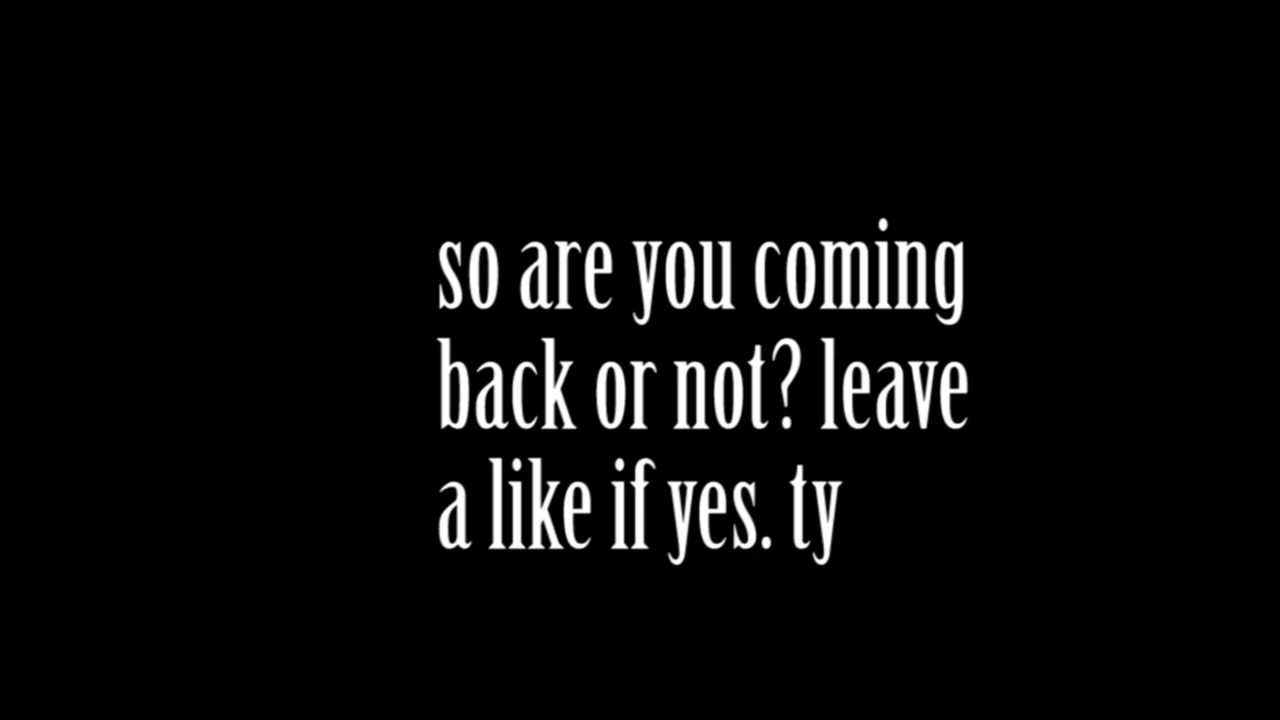 so are you coming
back or not? leave
a like if yes. ty